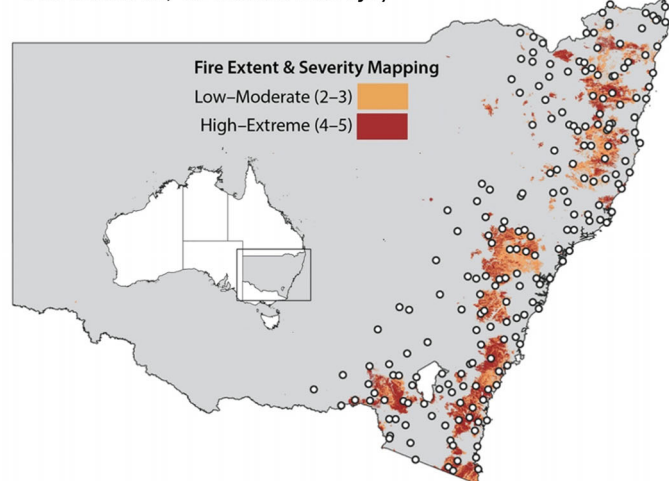 Fire Extent & Severity Mapping
Low–Moderate (2–3)
High–Extreme (4–5)